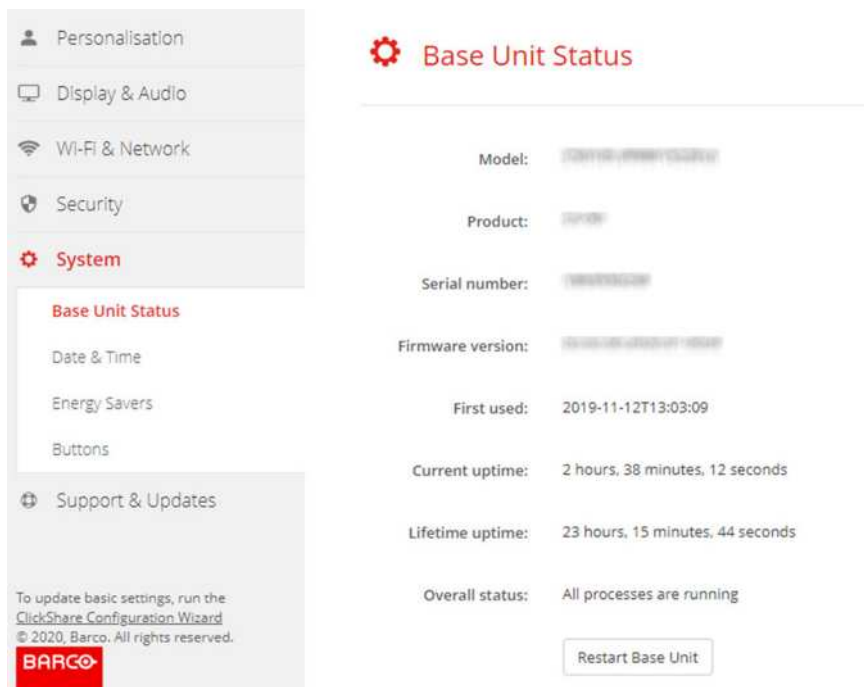 Personalisation
Display & Audio
Wi-Fi & Network
Security
System
Base Unit Status
Date & Time
Energy Savers
Buttons
Support & Updates
To update basic settings, run the
ClickShare Configuration Wizard
© 2020, Barco. All rights reserved.
BARCO
Base Unit Status
Model:
Product:
Serial number:
Firmware version:
First used: 2019-11-12T13:03:09
Current uptime: 2 hours, 38 minutes, 12 seconds
Lifetime uptime: 23 hours, 15 minutes, 44 seconds
Overall status: All processes are running
Restart Base Unit